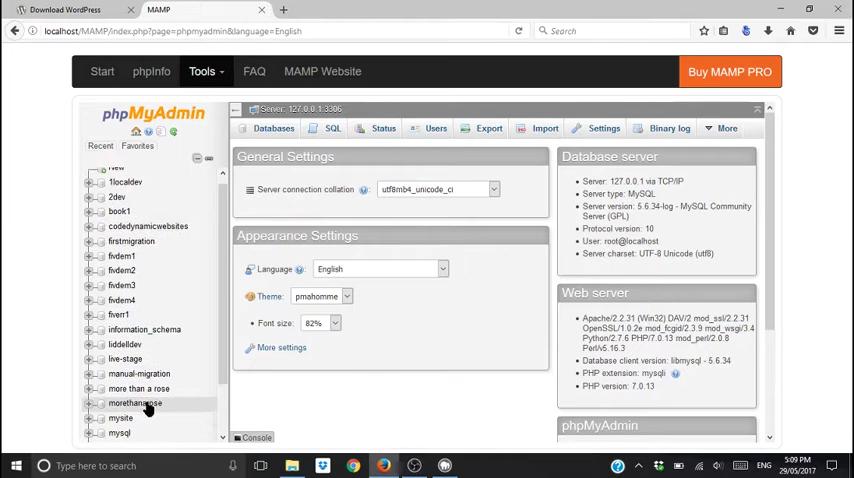 Download WordPress
MAMP
localhost/MAMP/index.php?page=phpmyadmin&language=English
Search
Start
phpInfo
Tools
FAQ
MAMP Website
Buy MAMP PRO
phpMyAdmin
Recent
Favorites
New
1localdev
2dev
book1
codedynamicwebsites
firstmigration
fivdem1
fivdem2
fivdem3
fivdem4
fiverr1
information_schema
liddelldev
live-stage
manual-migration
more than a rose
morethanarose
mysite
mysql
Server: 127.0.0.1:3306
Databases
SQL
Status
Users
Export
Import
Settings
Binary log
More
General Settings
Server connection collation
utf8mb4_unicode_ci
Appearance Settings
Language
English
Theme:
pmahomme
Font size:
82%
More settings
Console
Database server
Server: 127.0.0.1 via TCP/IP
Server type: MySQL
Server version: 5.6.34-log - MySQL Community
Server (GPL)
Protocol version: 10
User: root@localhost
Server charset: UTF-8 Unicode (utf8)
Web server
Apache/2.2.31 (Win32) DAV/2 mod_ssl/2.2.31
OpenSSL/1.0.2e mod_fcgid/2.3.9 mod_wsgi/3.4
Python/2.7.6 PHP/7.0.13 mod_perl/2.0.8
Perl/v5.16.3
Database client version: libmysql - 5.6.34
PHP extension: mysqli
PHP version: 7.0.13
phpMyAdmin
Type here to search
ENG
5:09 PM
29/05/2017